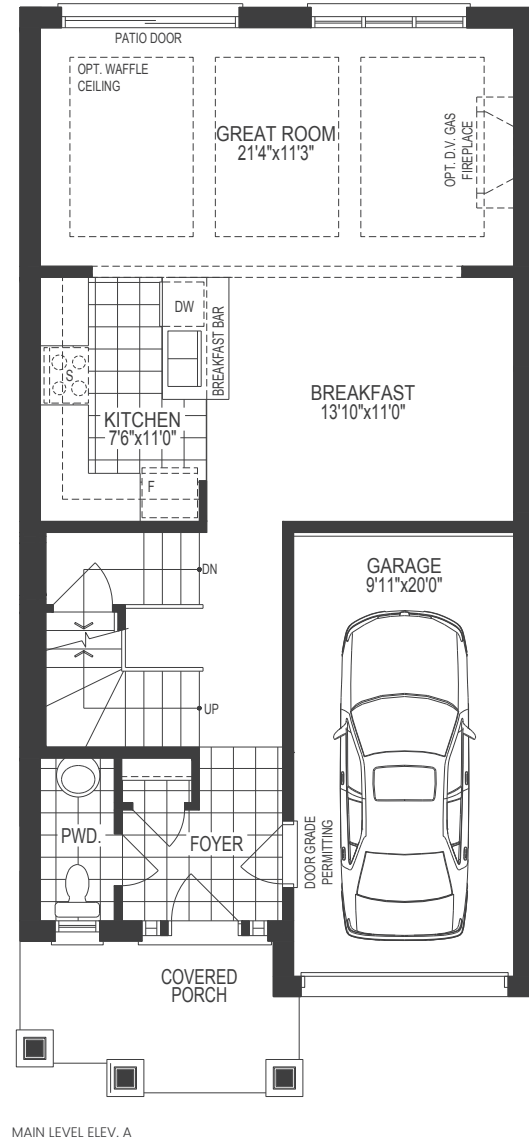 PATIO DOOR
OPT. WAFFLE
CEILING
GREAT ROOM
21'4"x11'3"
OPT. D.V. GAS
FIREPLACE
DW
BREAKFAST BAR
S
KITCHEN
7'6"x11'0"
BREAKFAST
13'10"x11'0"
F
DN
GARAGE
9'11"x20'0"
UP
PWD.
FOYER
DOOR GRADE
PERMITTING
COVERED
PORCH
MAIN LEVEL ELEV. A